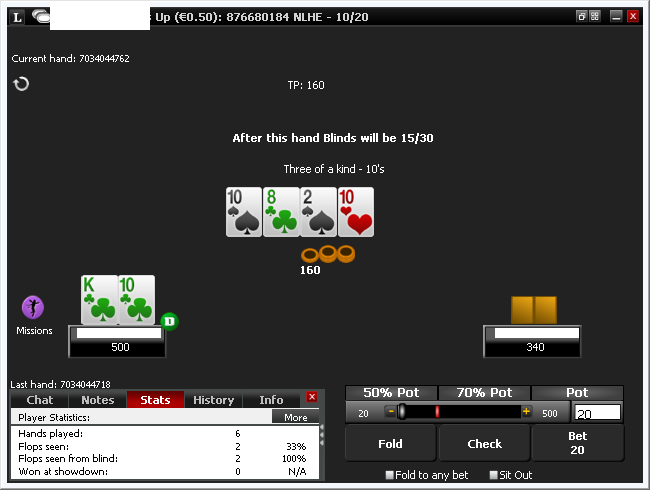 L s Up (€0.50): 876680184 NLHE - 10/20
Current hand: 7034044762
TP: 160
After this hand Blinds will be 15/30
Three of a kind - 10's
10 8 2 10
160
K 10
D
Missions
500
340
Last hand: 7034044718
Chat Notes Stats History Info
Player Statistics: More
Hands played: 6
Flops seen: 2 33%
Flops seen from blind: 2 100%
Won at showdown: 0 N/A
50% Pot 70% Pot Pot
20 - + 500 20
Fold Check Bet
20
Fold to any bet Sit Out